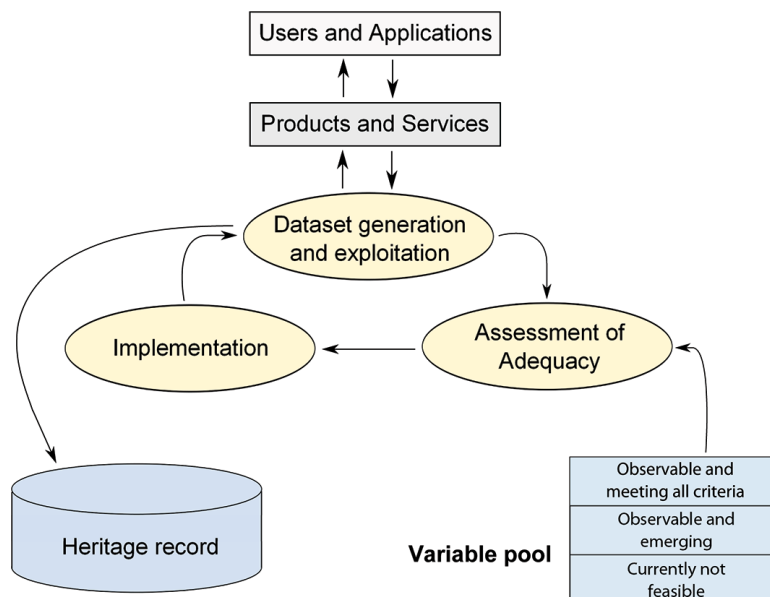 Users and Applications
Products and Services
Dataset generation
and exploitation
Implementation
Assessment of
Adequacy
Heritage record
Variable pool
Observable and
meeting all criteria
Observable and
emerging
Currently not
feasible